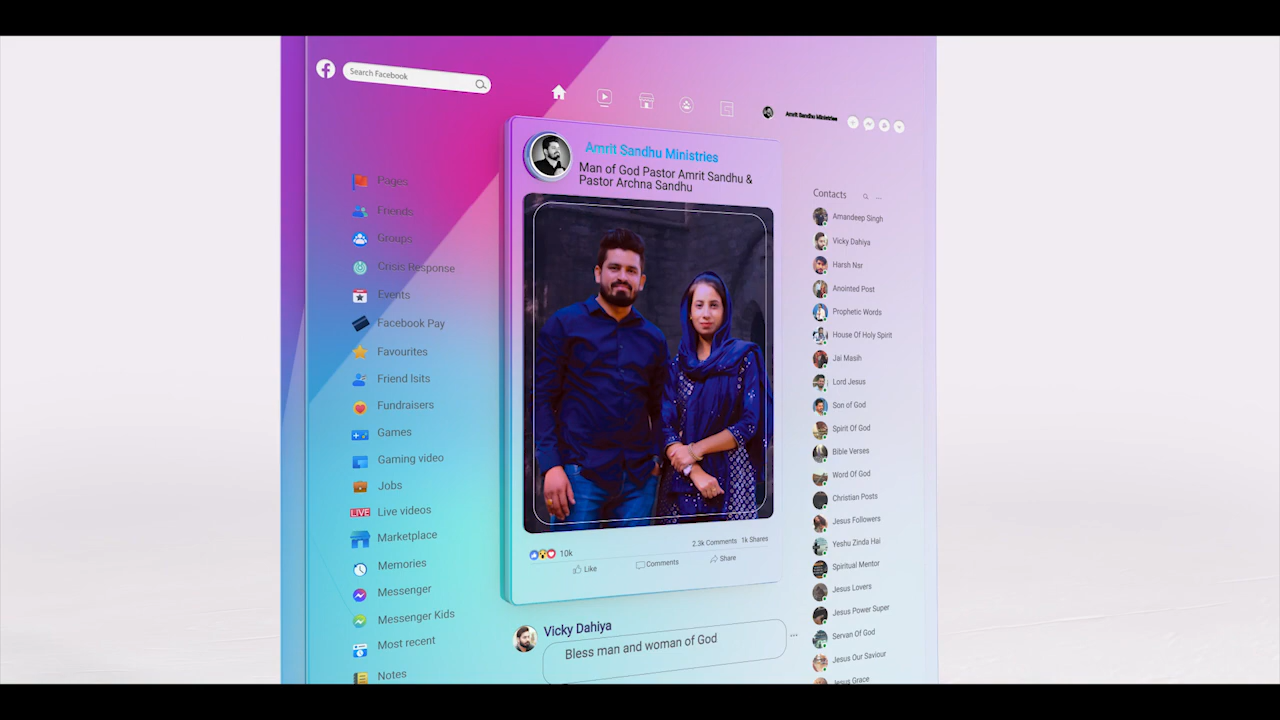 Search Facebook
Amrit Sandhu Ministries
Amrit Sandhu Ministries
Man of God Pastor Amrit Sandhu &
Pastor Archna Sandhu
Pages
Friends
Groups
Crisis Response
Events
Facebook Pay
Favourites
Friend lsits
Fundraisers
Games
Gaming video
Jobs
LIVE Live videos
Marketplace
Memories
Messenger
Messenger Kids
Most recent
Notes
10k
2.3k Comments 1k Shares
Like Comments Share
Vicky Dahiya
Bless man and woman of God
Contacts
Amandeep Singh
Vicky Dahiya
Harsh Nsr
Anointed Post
Prophetic Words
House Of Holy Spirit
Jai Masih
Lord Jesus
Son of God
Spirit Of God
Bible Verses
Word Of God
Christian Posts
Jesus Followers
Yeshu Zinda Hai
Spiritual Mentor
Jesus Lovers
Jesus Power Super
Servan Of God
Jesus Our Saviour
Jesus Grace